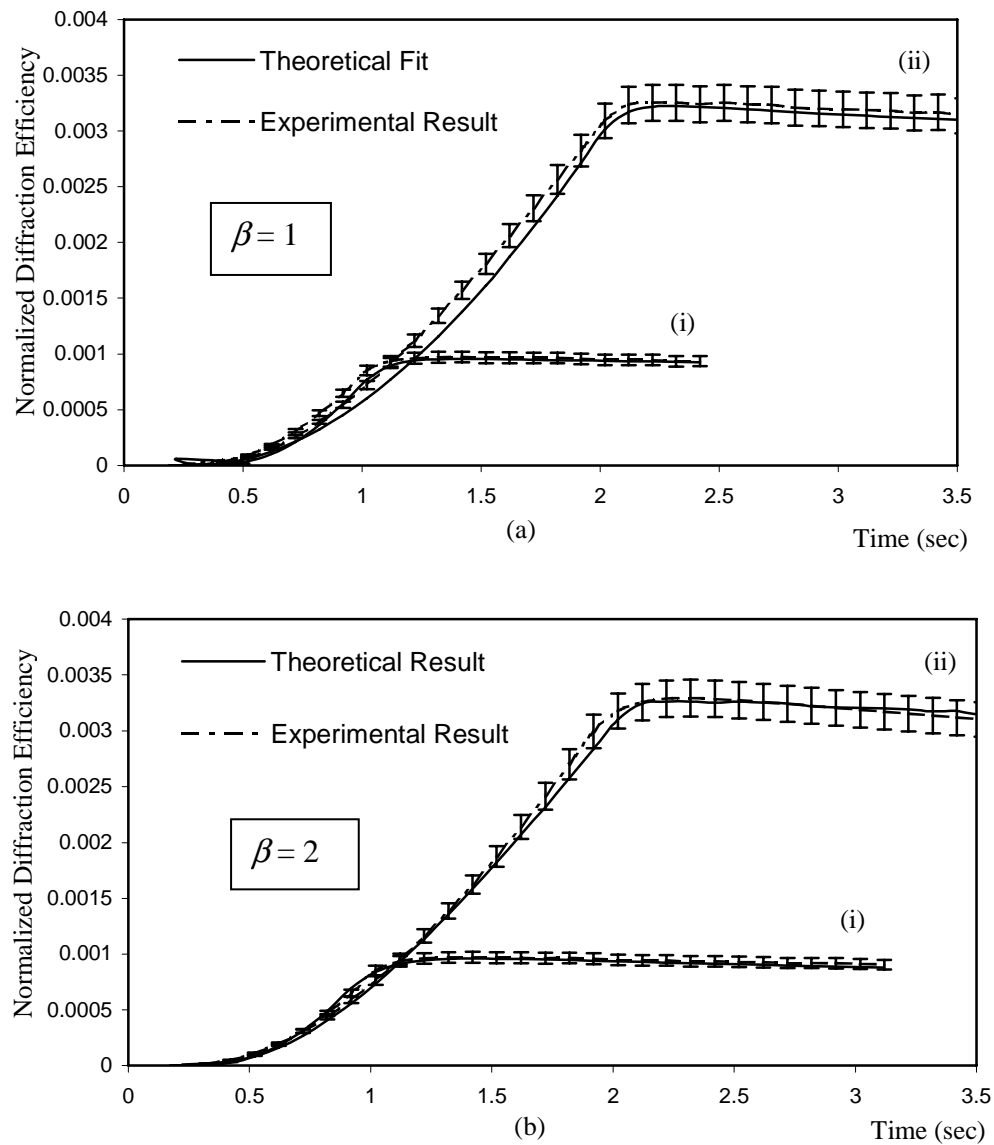 0.004
0.0035
0.003
0.0025
0.002
0.0015
0.001
0.0005
0
Normalized Diffraction Efficiency
Theoretical Fit
Experimental Result
β = 1
(ii)
(i)
0 0.5 1 1.5 2 2.5 3 3.5
(a)
Time (sec)
0.004
0.0035
0.003
0.0025
0.002
0.0015
0.001
0.0005
0
Normalized Diffraction Efficiency
Theoretical Result
Experimental Result
β = 2
(ii)
(i)
0 0.5 1 1.5 2 2.5 3 3.5
(b)
Time (sec)